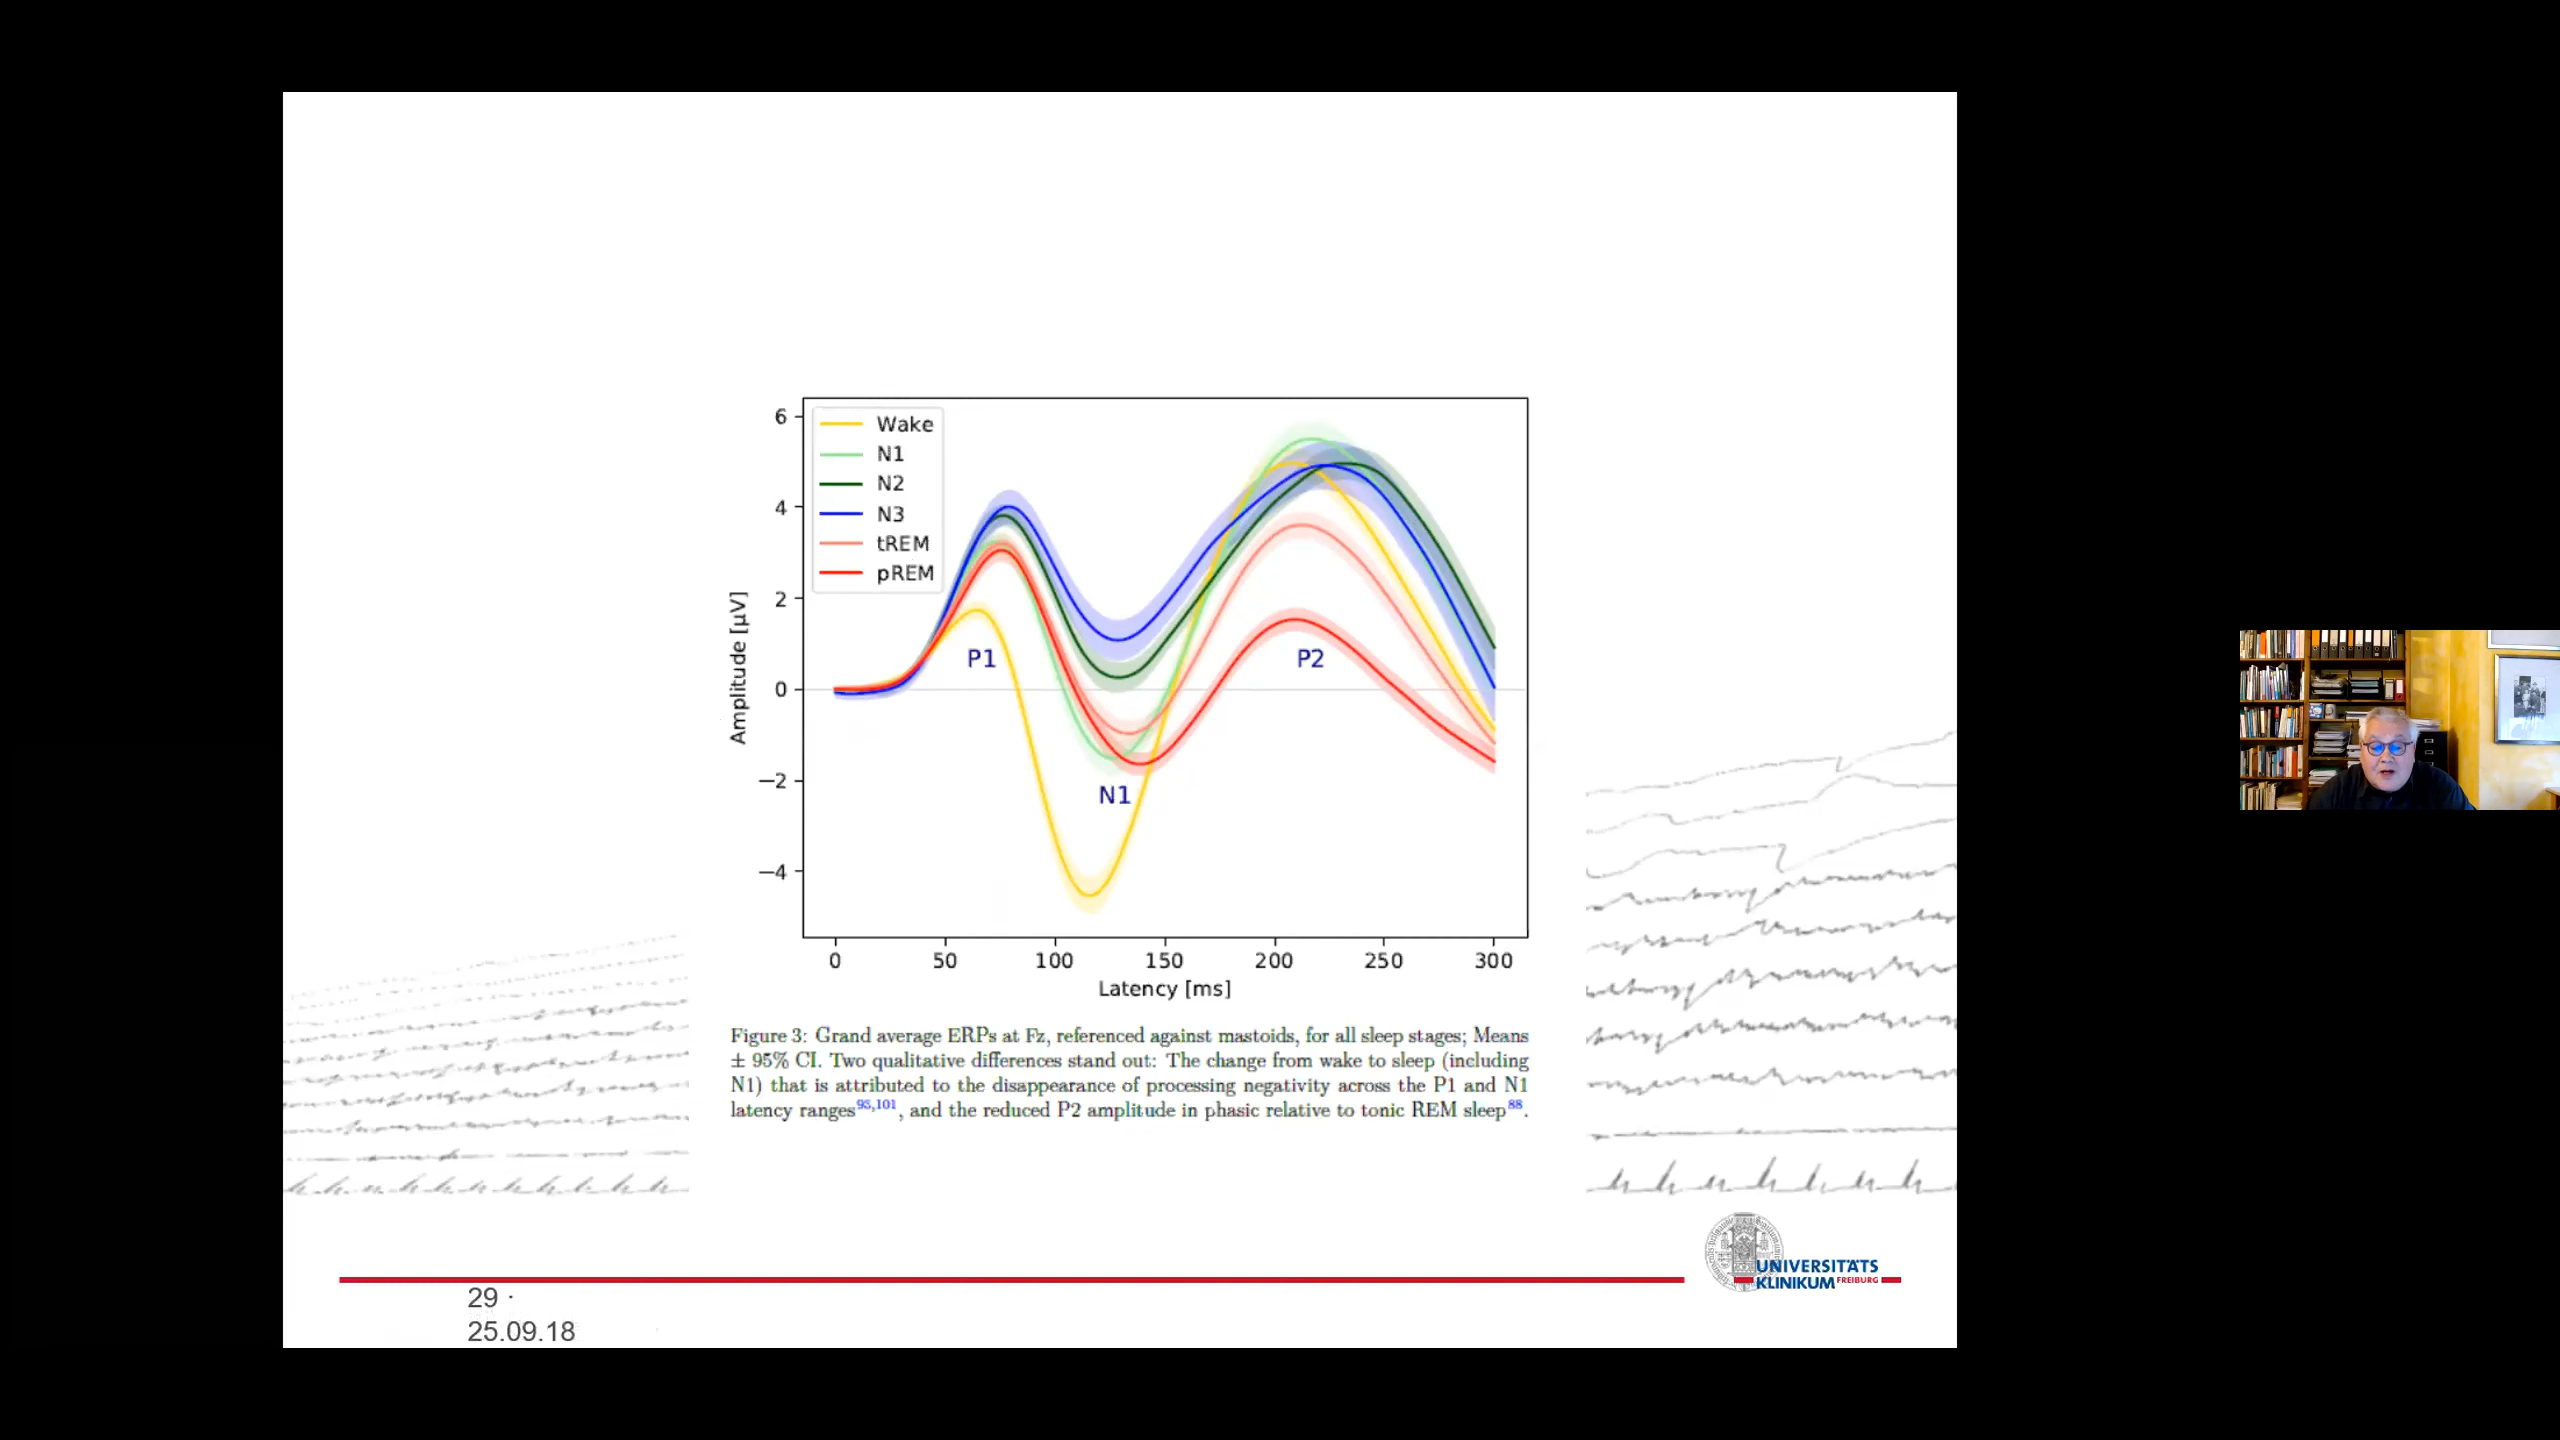 6
4
2
0
−2
−4
Amplitude [µV]
Wake
N1
N2
N3
tREM
pREM
P1
N1
P2
0 50 100 150 200 250 300
Latency [ms]
Figure 3: Grand average ERPs at Fz, referenced against mastoids, for all sleep stages; Means
± 95% CI. Two qualitative differences stand out: The change from wake to sleep (including
N1) that is attributed to the disappearance of processing negativity across the P1 and N1
latency ranges95,101, and the reduced P2 amplitude in phasic relative to tonic REM sleep88.
UNIVERSITÄTS
KLINIKUM FREIBURG
29 ·
25.09.18